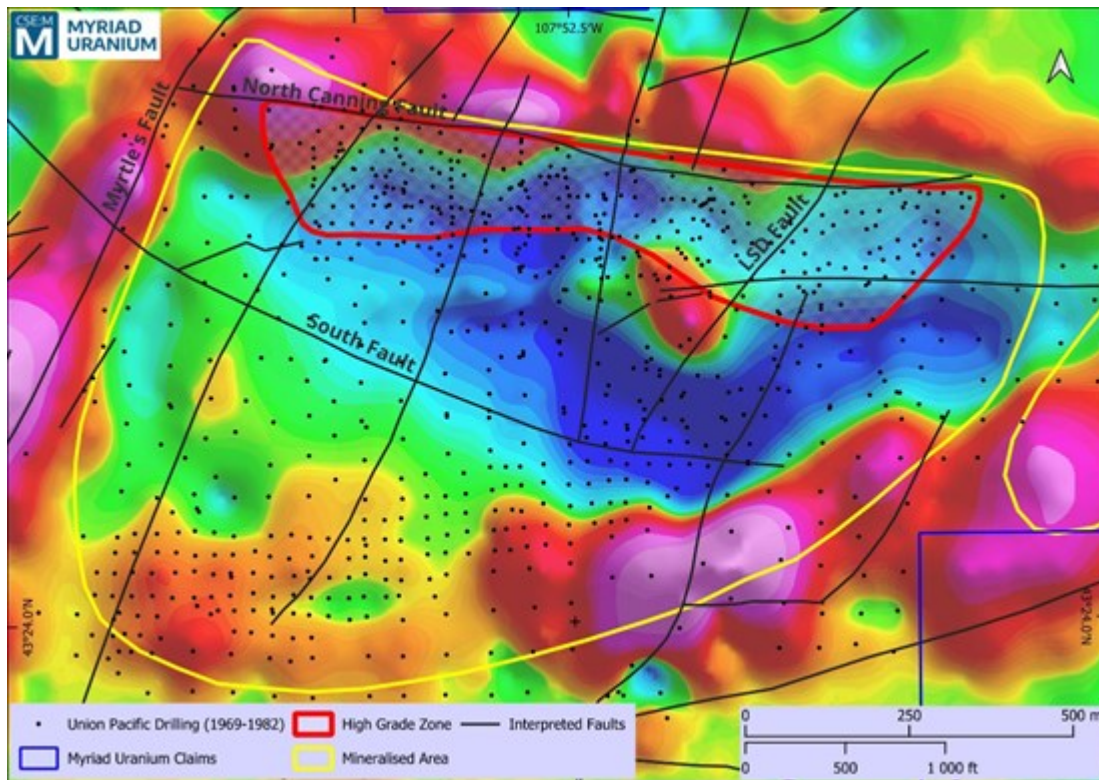 CSE:M
M MYRIAD
URANIUM
107°52.5'W
North Canning Fault
Myrtle's Fault
LSD Fault
South Fault
43°24.0'N
43°24.0'N
Union Pacific Drilling (1969-1982)
High Grade Zone
Interpreted Faults
Myriad Uranium Claims
Mineralised Area
0 250 500 m
0 500 1 000 ft